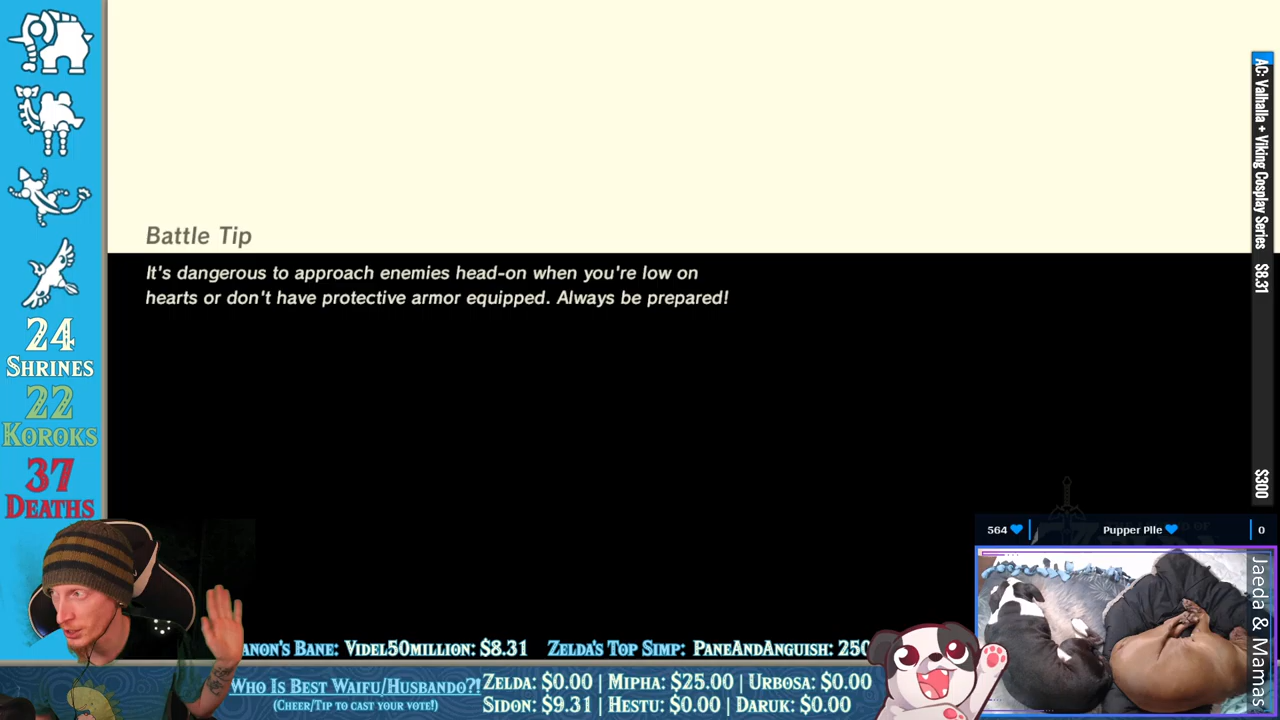 Battle Tip
It's dangerous to approach enemies head-on when you're low on
hearts or don't have protective armor equipped. Always be prepared!
24
Shrines
22
Koroks
37
Deaths
AC: Valhalla + Viking Cosplay Series $8.31
$300
564
Pupper Pile
0
Jaeda & Mamas
anon's Bane: Videl50million: $8.31 Zelda's Top Simp: PaneAndAnguish: 250
Who Is Best Waifu/Husbando?!
(Cheer/Tip to cast your vote!)
Zelda: $0.00 | Mipha: $25.00 | Urbosa: $0.00
Sidon: $9.31 | Hestu: $0.00 | Daruk: $0.00